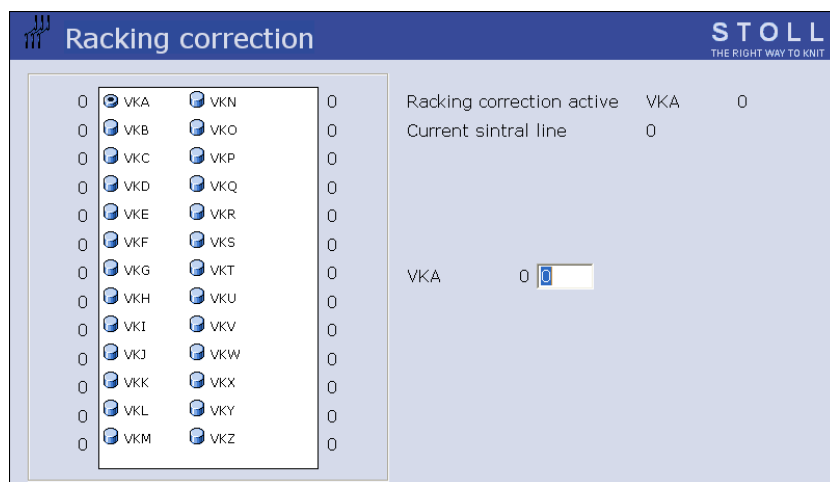 Racking correction
STOLL
THE RIGHT WAY TO KNIT
0 VKA VKN 0
0 VKB VKO 0
0 VKC VKP 0
0 VKD VKQ 0
0 VKE VKR 0
0 VKF VKS 0
0 VKG VKT 0
0 VKH VKU 0
0 VKI VKV 0
0 VKJ VKW 0
0 VKK VKX 0
0 VKL VKY 0
0 VKM VKZ 0
Racking correction active VKA 0
Current sintral line 0
VKA 0 0